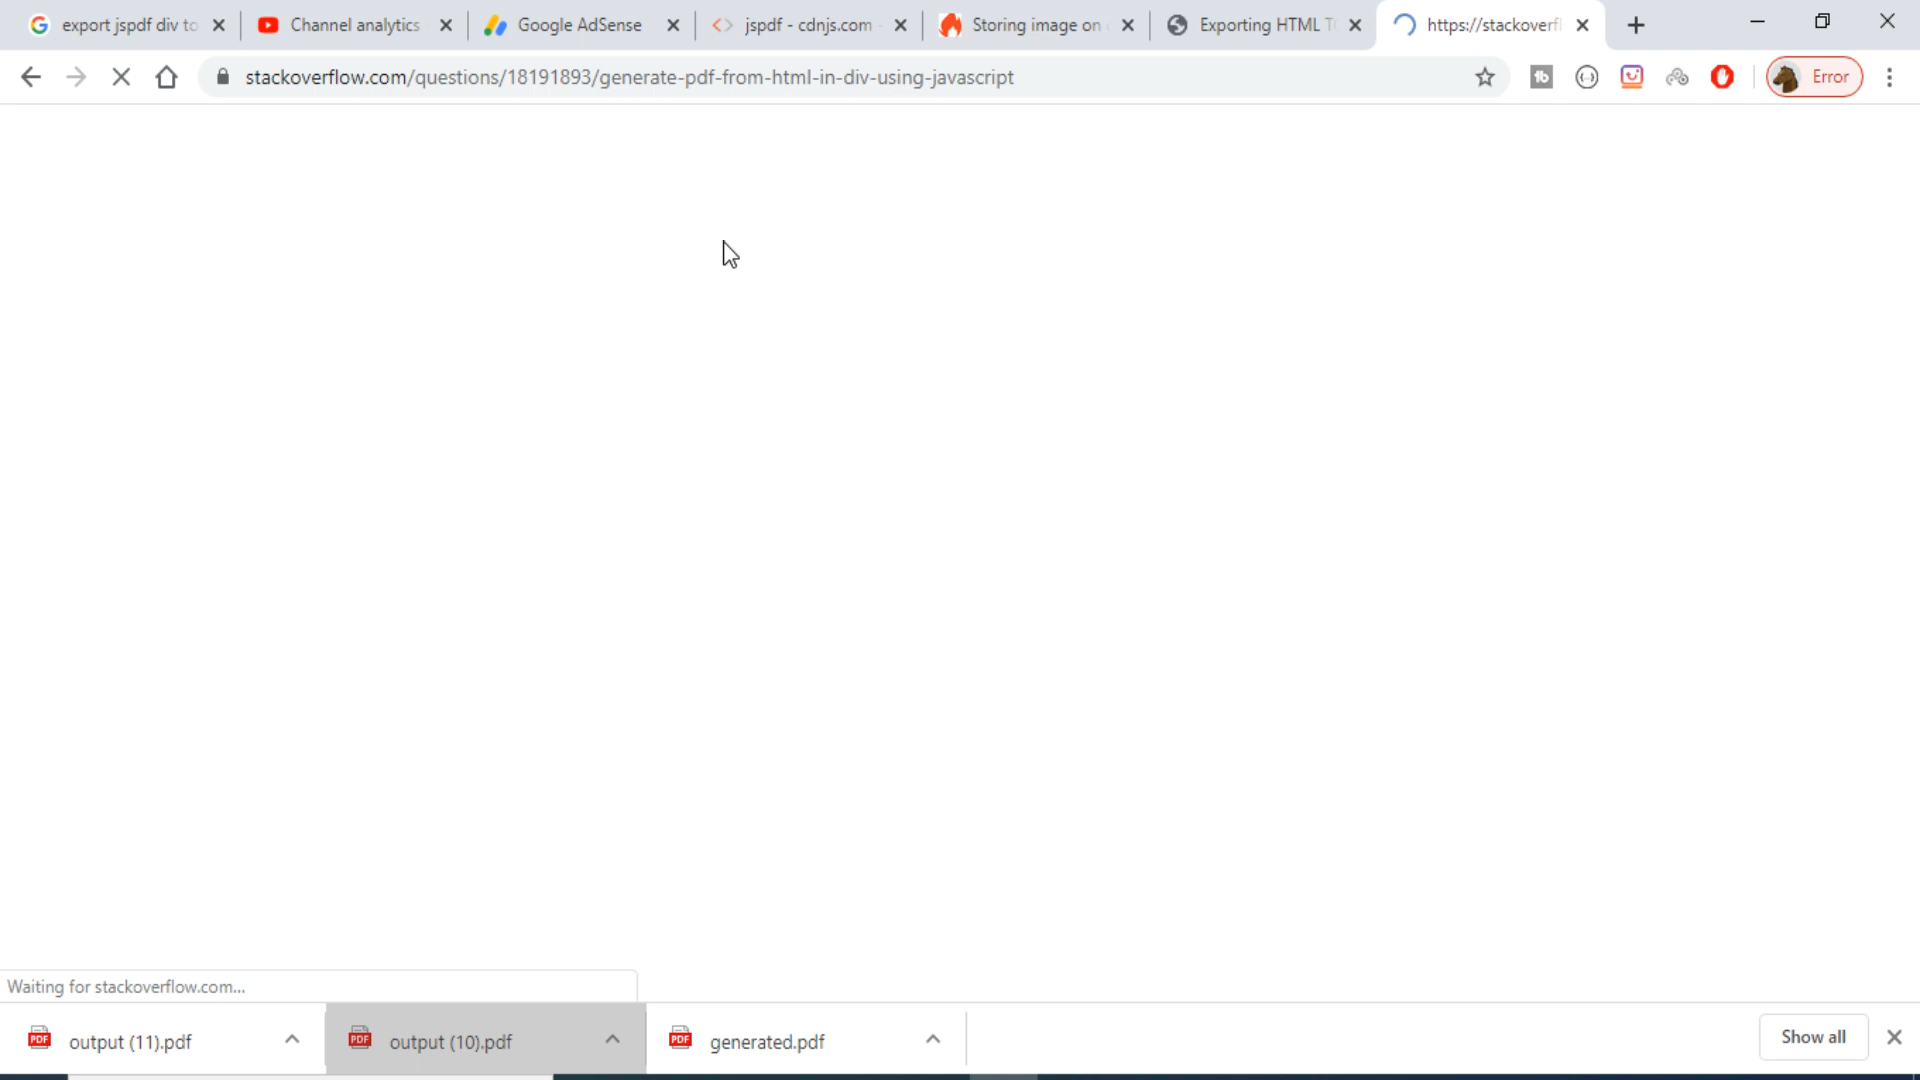 export jspdf div to
Channel analytics
Google AdSense
jspdf - cdnjs.com -
Storing image on
Exporting HTML T
https://stackoverfl
stackoverflow.com/questions/18191893/generate-pdf-from-html-in-div-using-javascript
Error
Waiting for stackoverflow.com...
output (11).pdf
output (10).pdf
generated.pdf
Show all